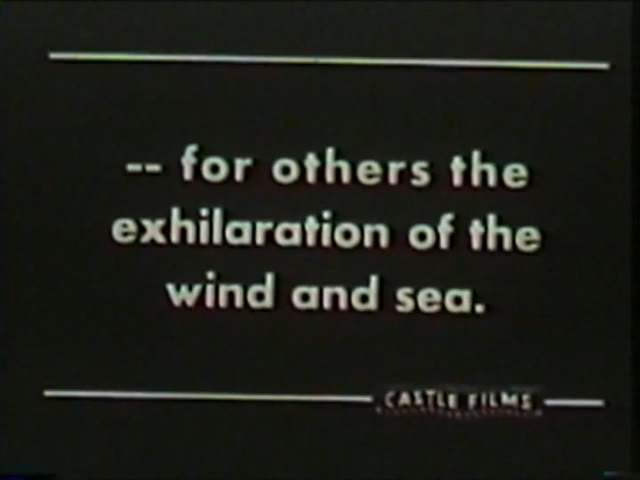 -- for others the
exhilaration of the
wind and sea.
CASTLE FILMS